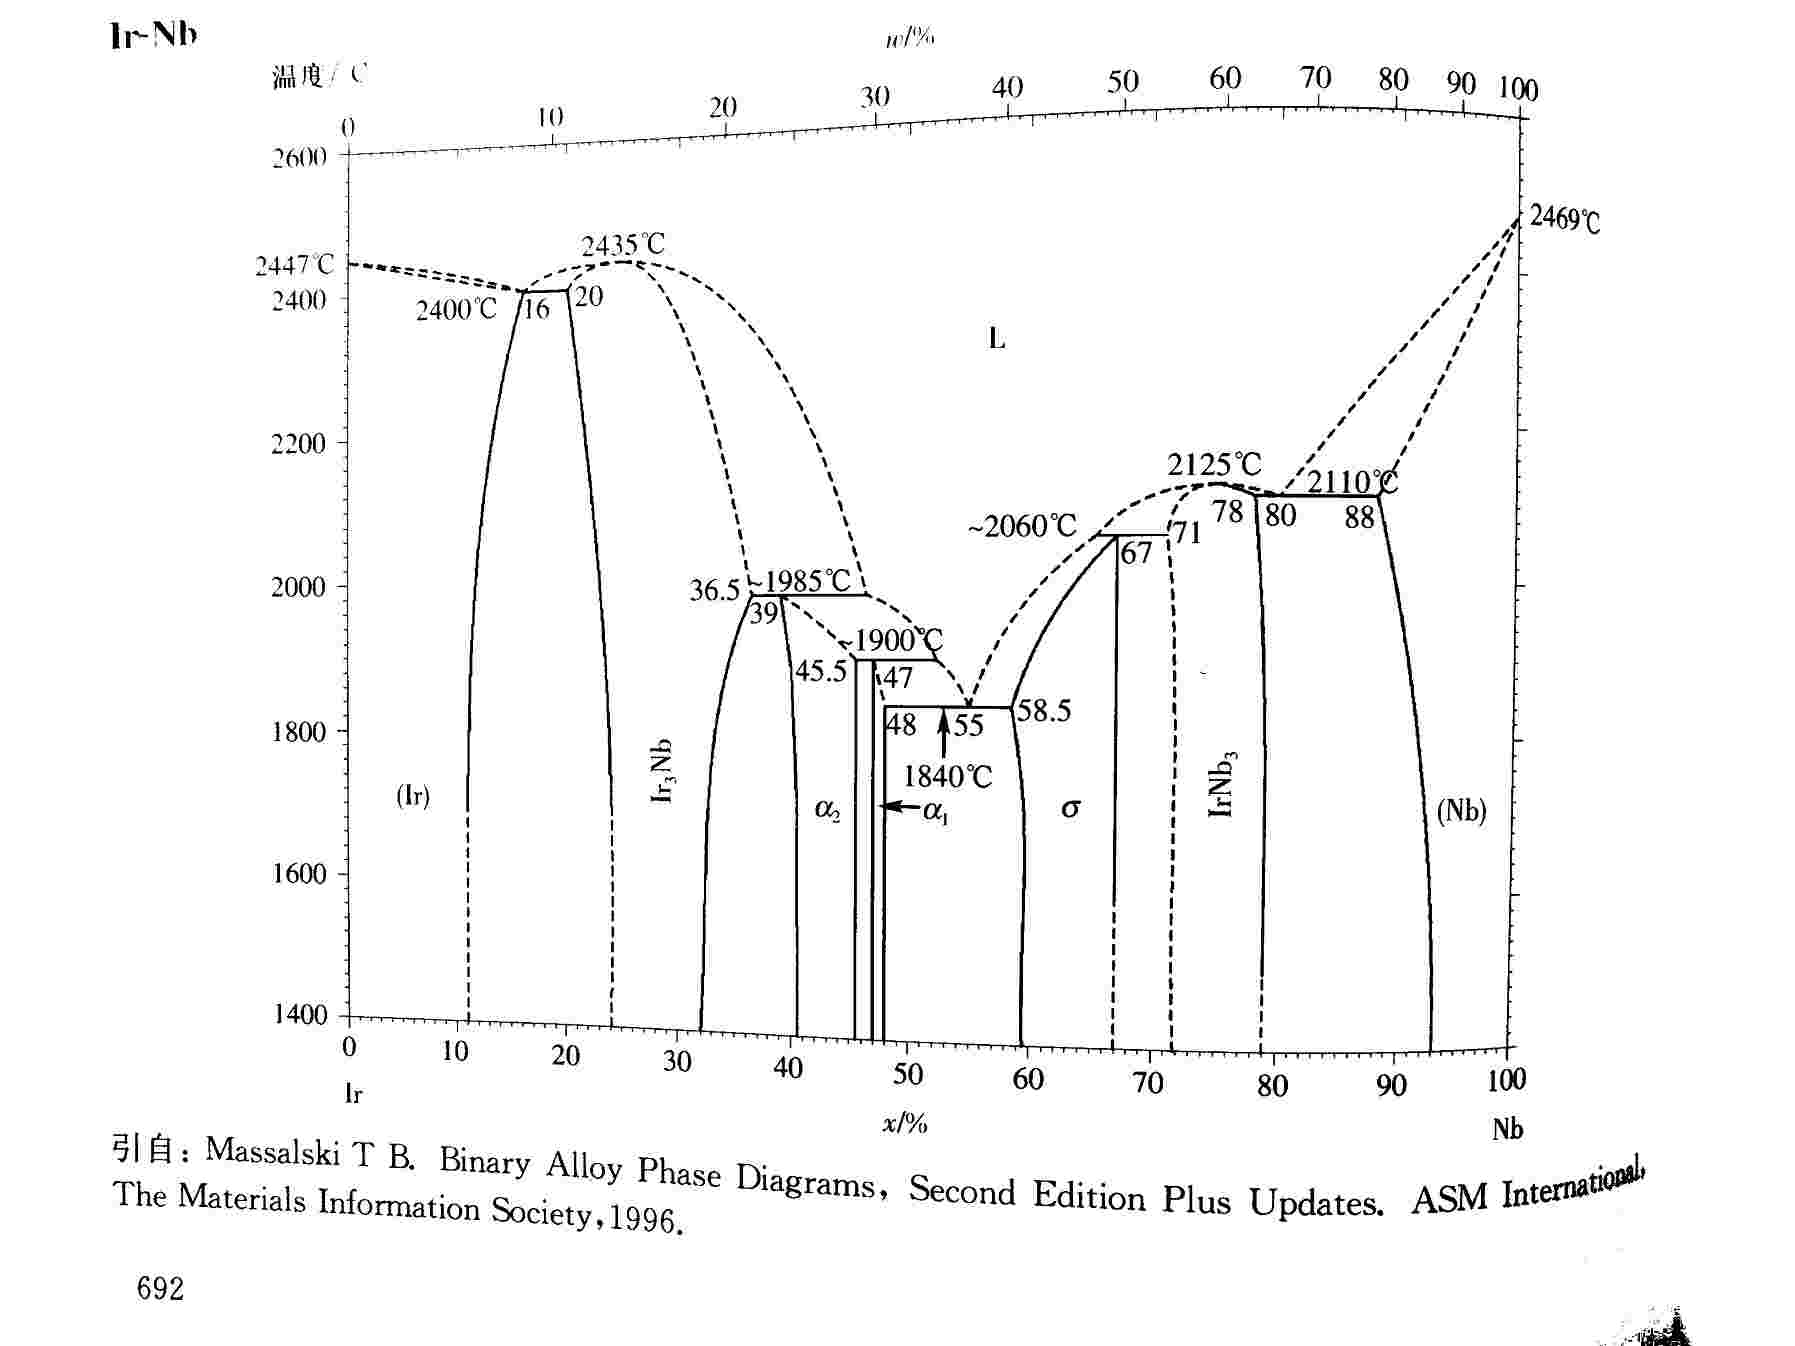 Ir-Nb
w/%
温度/℃
0 10 20 30 40 50 60 70 80 90 100
2600
2469℃
2435℃
2447℃
2400
2400℃ 16 20
L
2200
2125℃
2110℃
78 80 88
~2060℃
71
67
2000
36.5 ~1985℃
39
~1900℃
45.5 47
48 55 58.5
1800
1840℃
(Ir) Ir₃Nb α₂ α₁ σ IrNb₃ (Nb)
1600
1400
0 10 20 30 40 50 60 70 80 90 100
Ir x/% Nb
引自: Massalski T B. Binary Alloy Phase Diagrams, Second Edition Plus Updates. ASM International,
The Materials Information Society,1996.
692